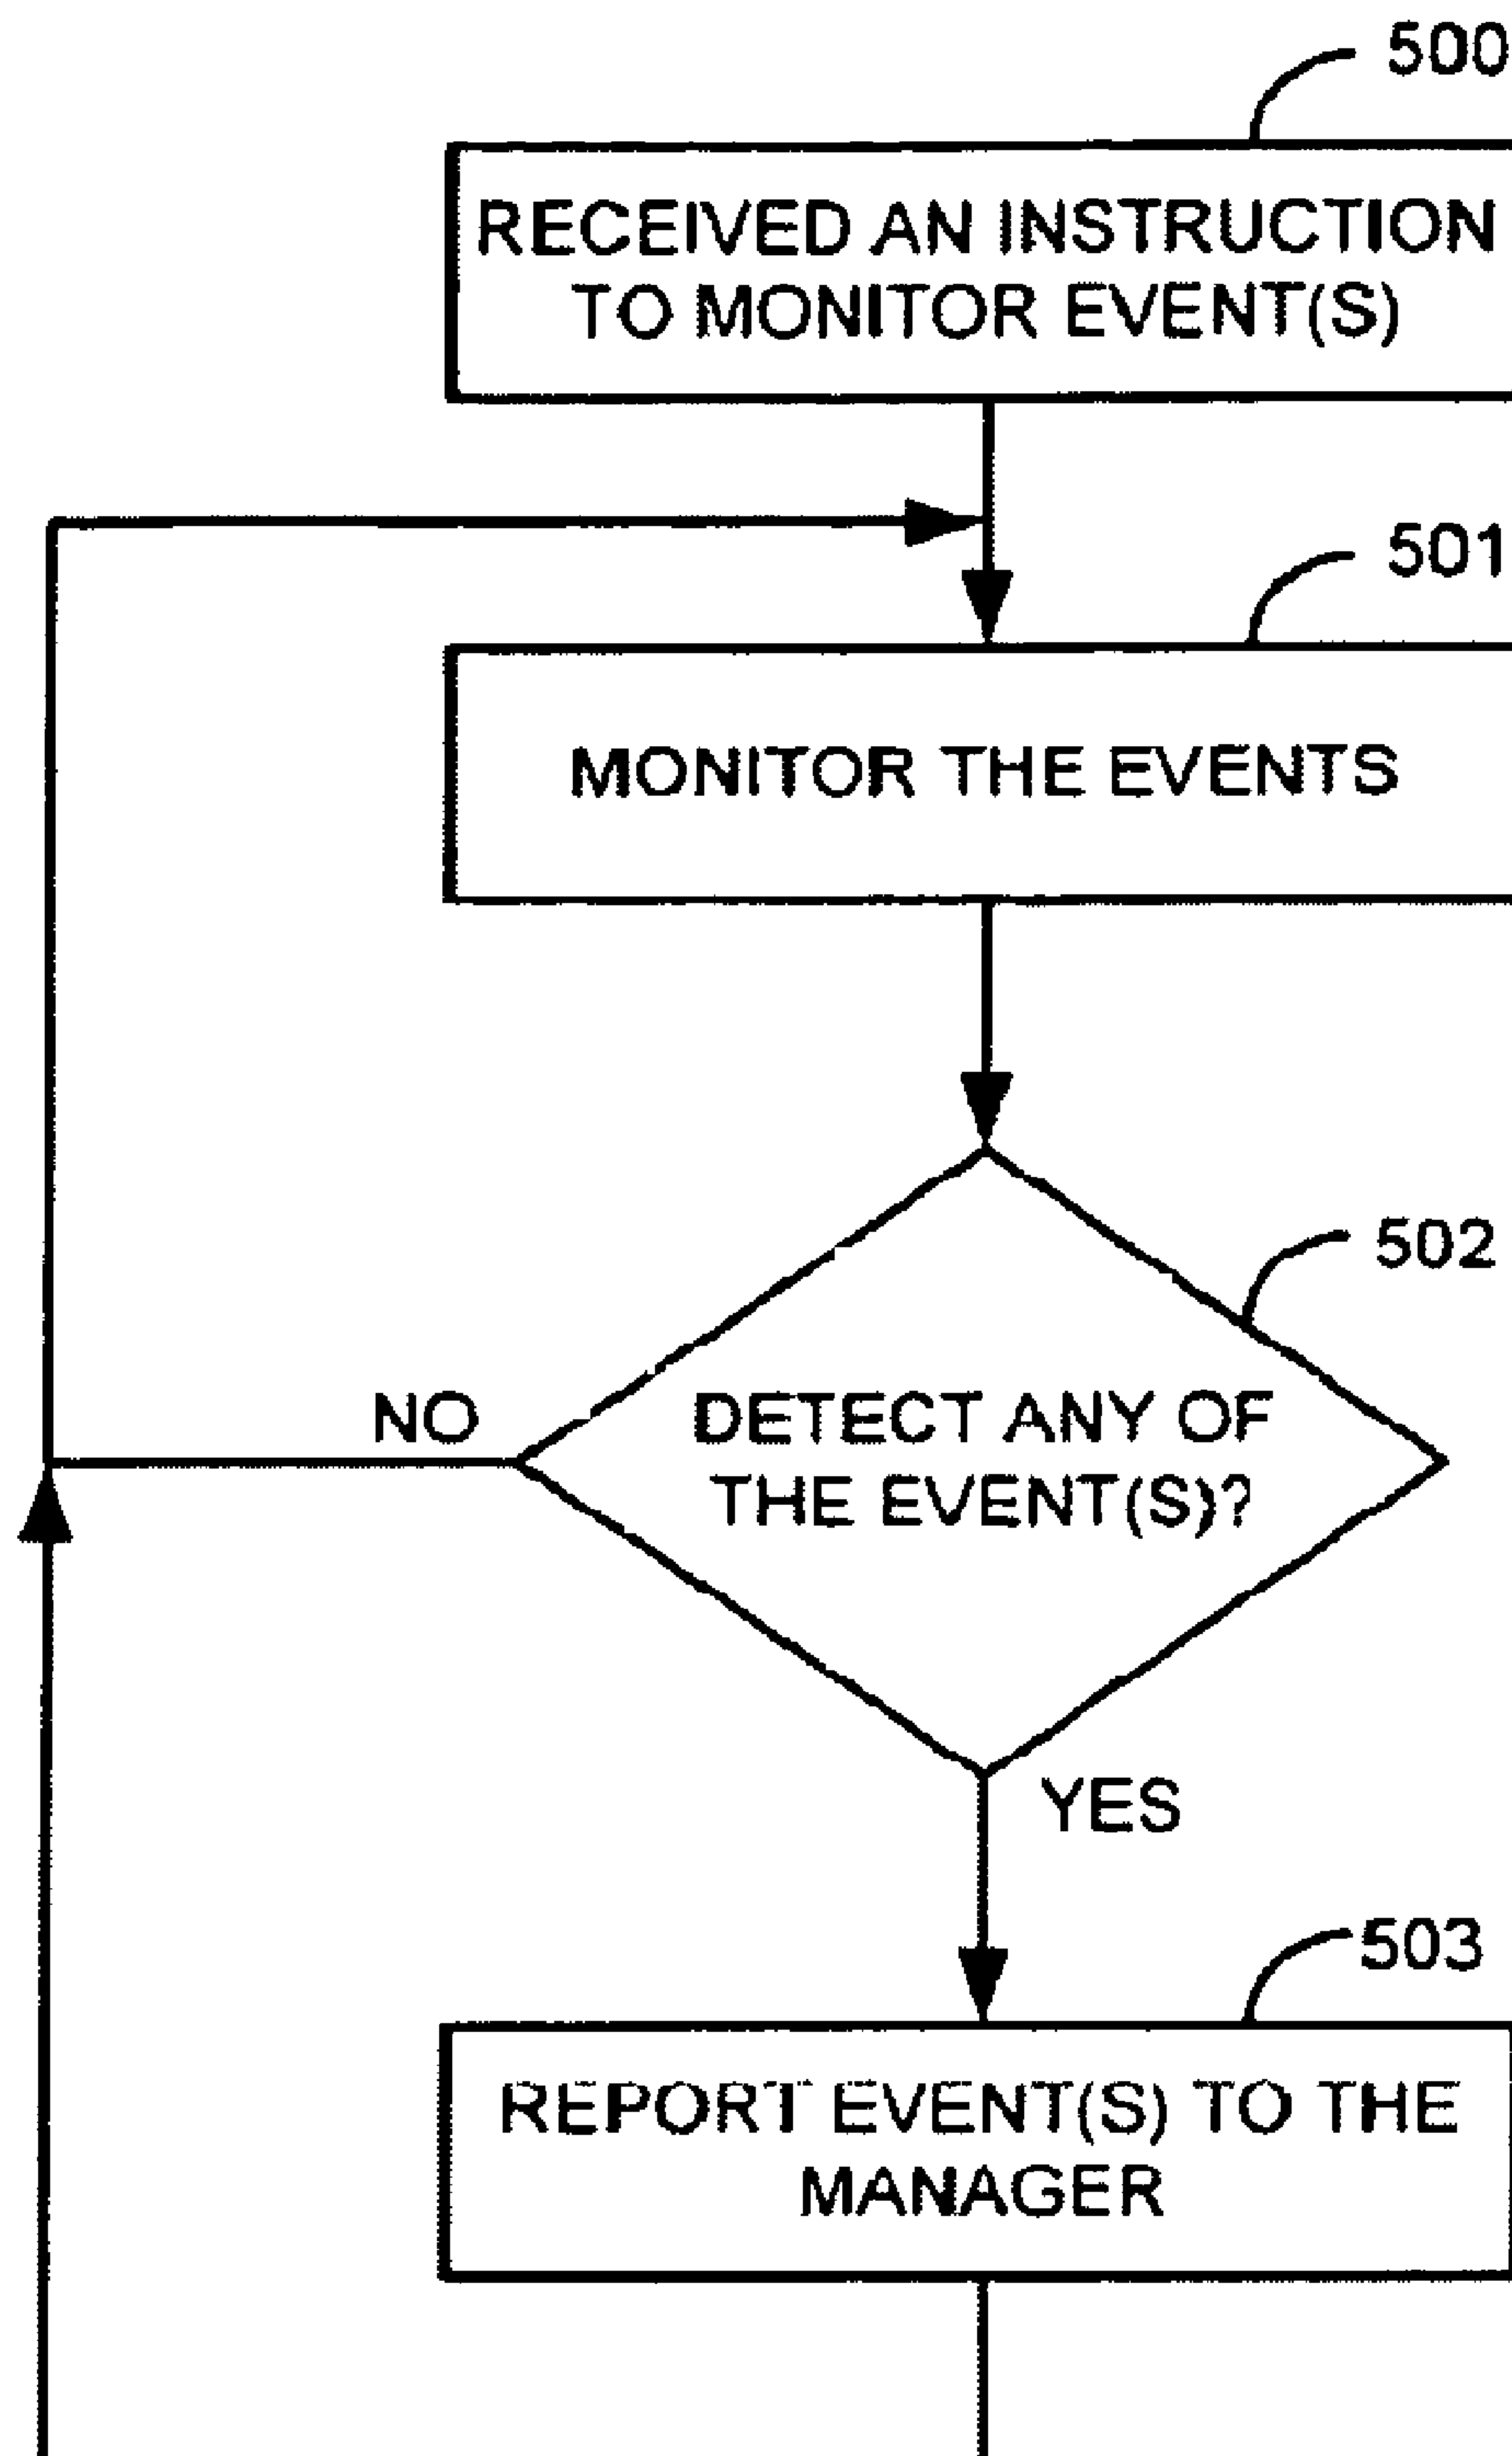 500
RECEIVED AN INSTRUCTION
TO MONITOR EVENT(S)
501
MONITOR THE EVENTS
502
NO
DETECT ANY OF
THE EVENT(S)?
YES
503
REPORT EVENT(S) TO THE
MANAGER